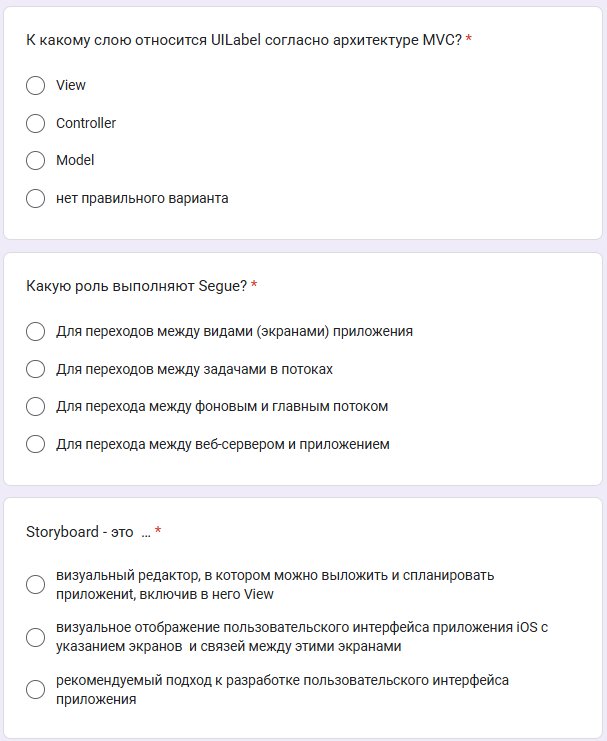 К какому слою относится UILabel согласно архитектуре MVC? *
View
Controller
Model
нет правильного варианта
Какую роль выполняют Segue? *
Для переходов между видами (экранами) приложения
Для переходов между задачами в потоках
Для перехода между фоновым и главным потоком
Для перехода между веб-сервером и приложением
Storyboard - это  ... *
визуальный редактор, в котором можно выложить и спланировать
приложениt, включив в него View
визуальное отображение пользовательского интерфейса приложения iOS с
указанием экранов  и связей между этими экранами
рекомендуемый подход к разработке пользовательского интерфейса
приложения